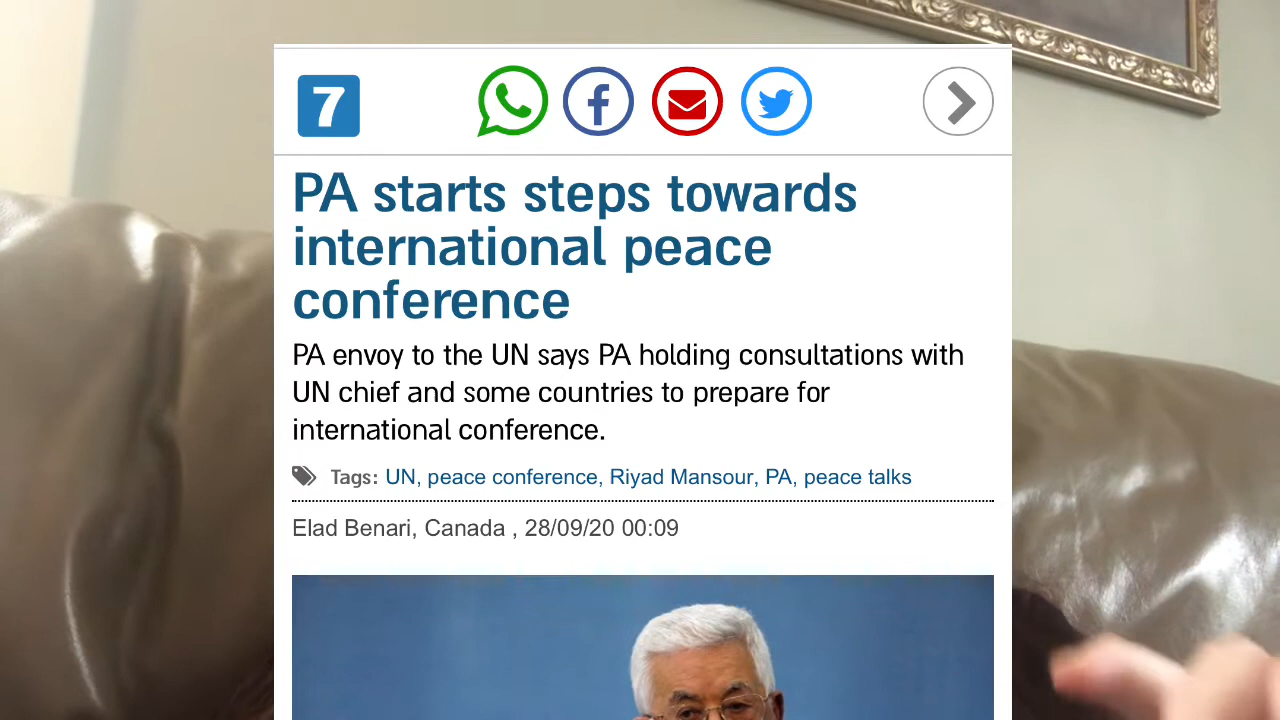 7
PA starts steps towards
international peace
conference
PA envoy to the UN says PA holding consultations with
UN chief and some countries to prepare for
international conference.
Tags: UN, peace conference, Riyad Mansour, PA, peace talks
Elad Benari, Canada , 28/09/20 00:09